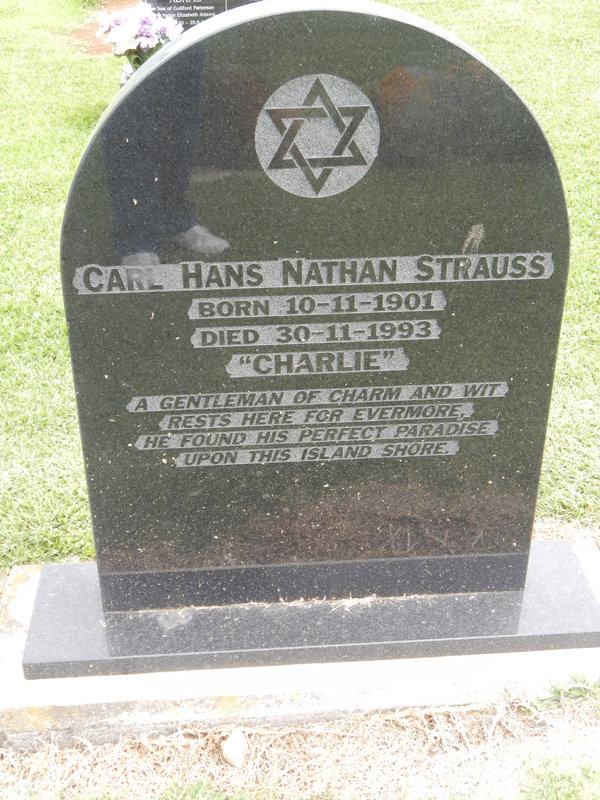 ADAMS
CARL HANS NATHAN STRAUSS
BORN 10-11-1901
DIED 30-11-1993
"CHARLIE"
A GENTLEMAN OF CHARM AND WIT
RESTS HERE FOR EVERMORE,
HE FOUND HIS PERFECT PARADISE
UPON THIS ISLAND SHORE.